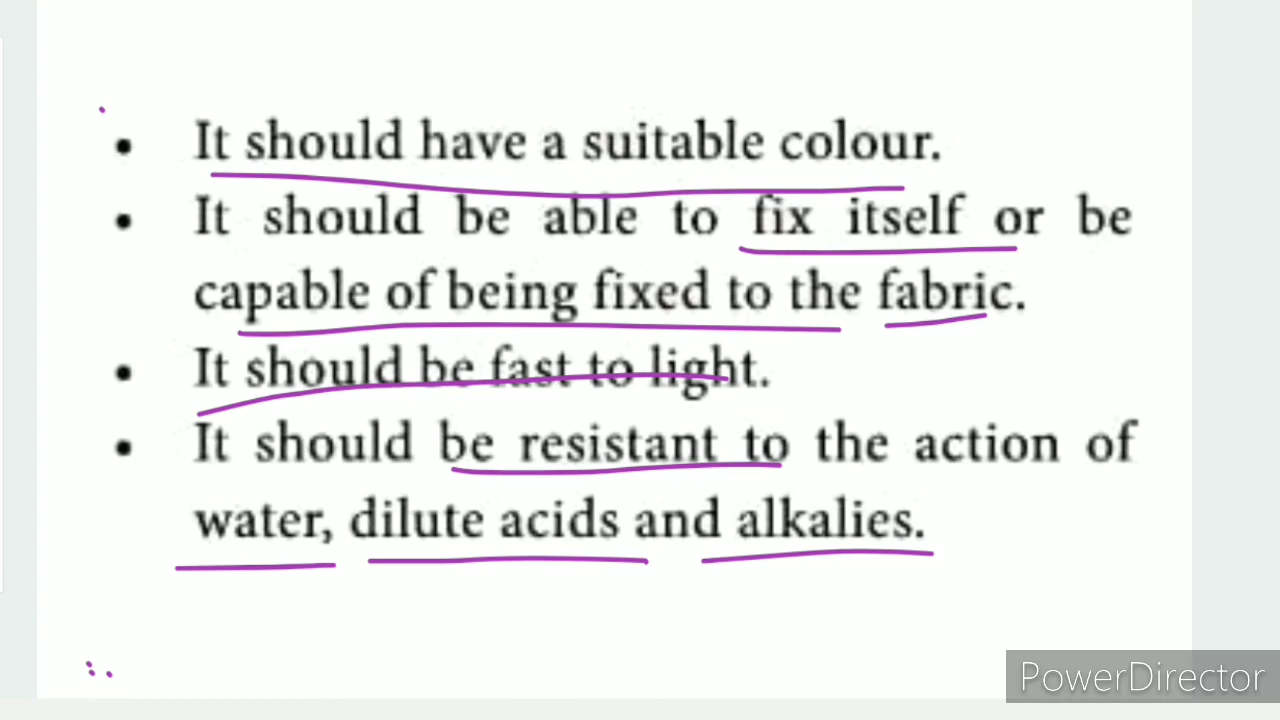 • It should have a suitable colour.
• It should be able to fix itself or be
capable of being fixed to the fabric.
• It should be fast to light.
• It should be resistant to the action of
water, dilute acids and alkalies.
PowerDirector